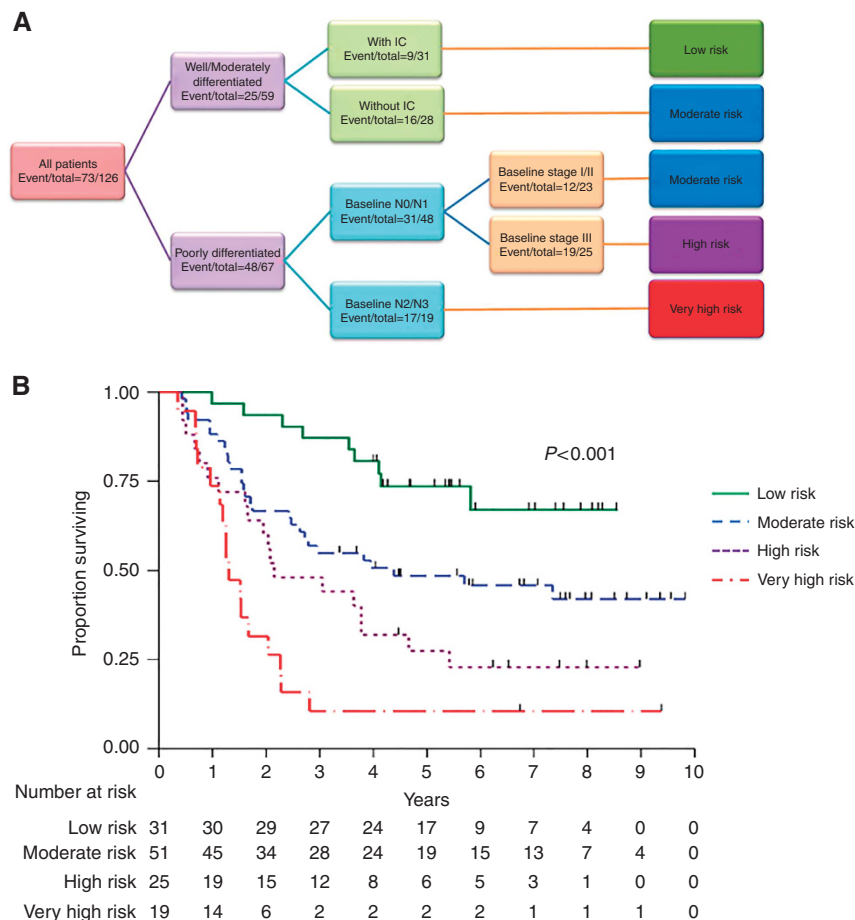 A
With IC
Event/total=9/31
Low risk
Well/Moderately
differentiated
Event/total=25/59
Without IC
Event/total=16/28
Moderate risk
All patients
Event/total=73/126
Baseline stage I/II
Event/total=12/23
Moderate risk
Baseline N0/N1
Event/total=31/48
Poorly differentiated
Event/total=48/67
Baseline stage III
Event/total=19/25
High risk
Baseline N2/N3
Event/total=17/19
Very high risk
B
1.00
0.75
0.50
0.25
0.00
Proportion surviving
P<0.001
Low risk
Moderate risk
High risk
Very high risk
0 1 2 3 4 5 6 7 8 9 10
Years
Number at risk
Low risk 31 30 29 27 24 17 9 7 4 0 0
Moderate risk 51 45 34 28 24 19 15 13 7 4 0
High risk 25 19 15 12 8 6 5 3 1 0 0
Very high risk 19 14 6 2 2 2 2 1 1 1 0